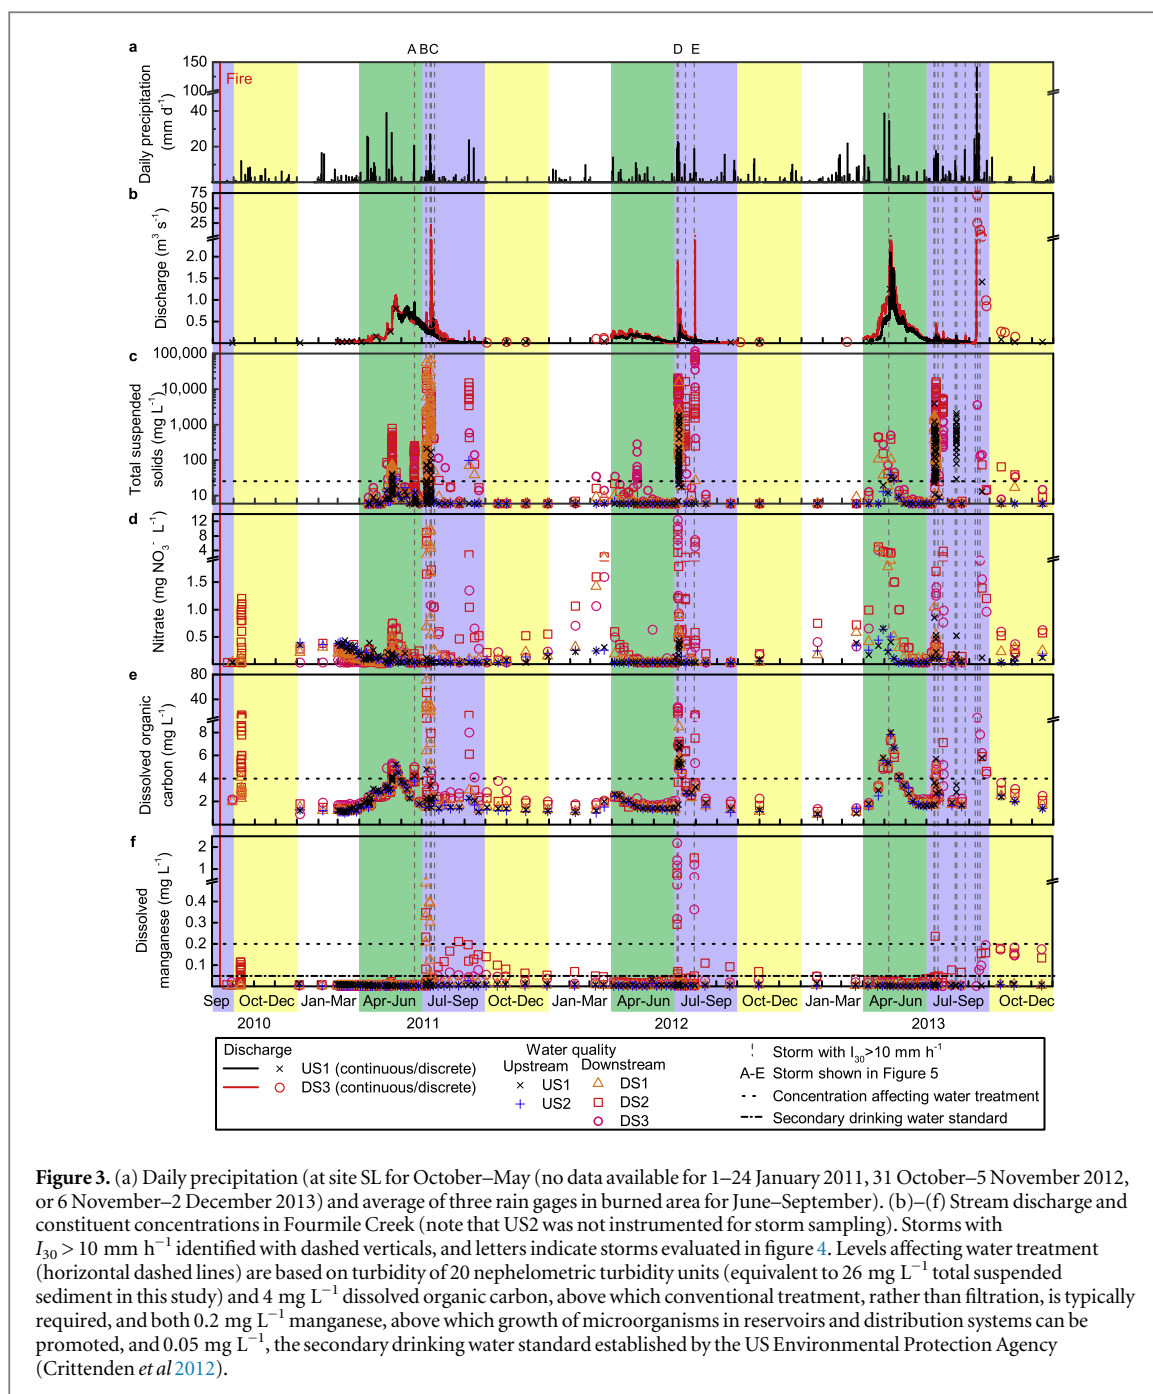 a
A BC D E
150
100
40
20
Daily precipitation
(mm d⁻¹)
Fire
b
75
50
25
2.0
1.5
1.0
0.5
Discharge (m³ s⁻¹)
c
100,000
10,000
1,000
100
10
Total suspended
solids (mg L⁻¹)
d
12
8
4
1.5
1.0
0.5
Nitrate (mg NO₃⁻ L⁻¹)
e
80
40
8
6
4
2
Dissolved organic
carbon (mg L⁻¹)
f
2
1
0.4
0.3
0.2
0.1
Dissolved
manganese (mg L⁻¹)
Sep Oct-Dec Jan-Mar Apr-Jun Jul-Sep Oct-Dec Jan-Mar Apr-Jun Jul-Sep Oct-Dec Jan-Mar Apr-Jun Jul-Sep Oct-Dec
2010 2011 2012 2013
Discharge
US1 (continuous/discrete)
DS3 (continuous/discrete)
Water quality
Upstream Downstream
US1 DS1
US2 DS2
DS3
Storm with I₃₀>10 mm h⁻¹
A-E Storm shown in Figure 5
Concentration affecting water treatment
Secondary drinking water standard
Figure 3. (a) Daily precipitation (at site SL for October–May (no data available for 1–24 January 2011, 31 October–5 November 2012,
or 6 November–2 December 2013) and average of three rain gages in burned area for June–September). (b)–(f) Stream discharge and
constituent concentrations in Fourmile Creek (note that US2 was not instrumented for storm sampling). Storms with
I₃₀ > 10 mm h⁻¹ identified with dashed verticals, and letters indicate storms evaluated in figure 4. Levels affecting water treatment
(horizontal dashed lines) are based on turbidity of 20 nephelometric turbidity units (equivalent to 26 mg L⁻¹ total suspended
sediment in this study) and 4 mg L⁻¹ dissolved organic carbon, above which conventional treatment, rather than filtration, is typically
required, and both 0.2 mg L⁻¹ manganese, above which growth of microorganisms in reservoirs and distribution systems can be
promoted, and 0.05 mg L⁻¹, the secondary drinking water standard established by the US Environmental Protection Agency
(Crittenden et al 2012).